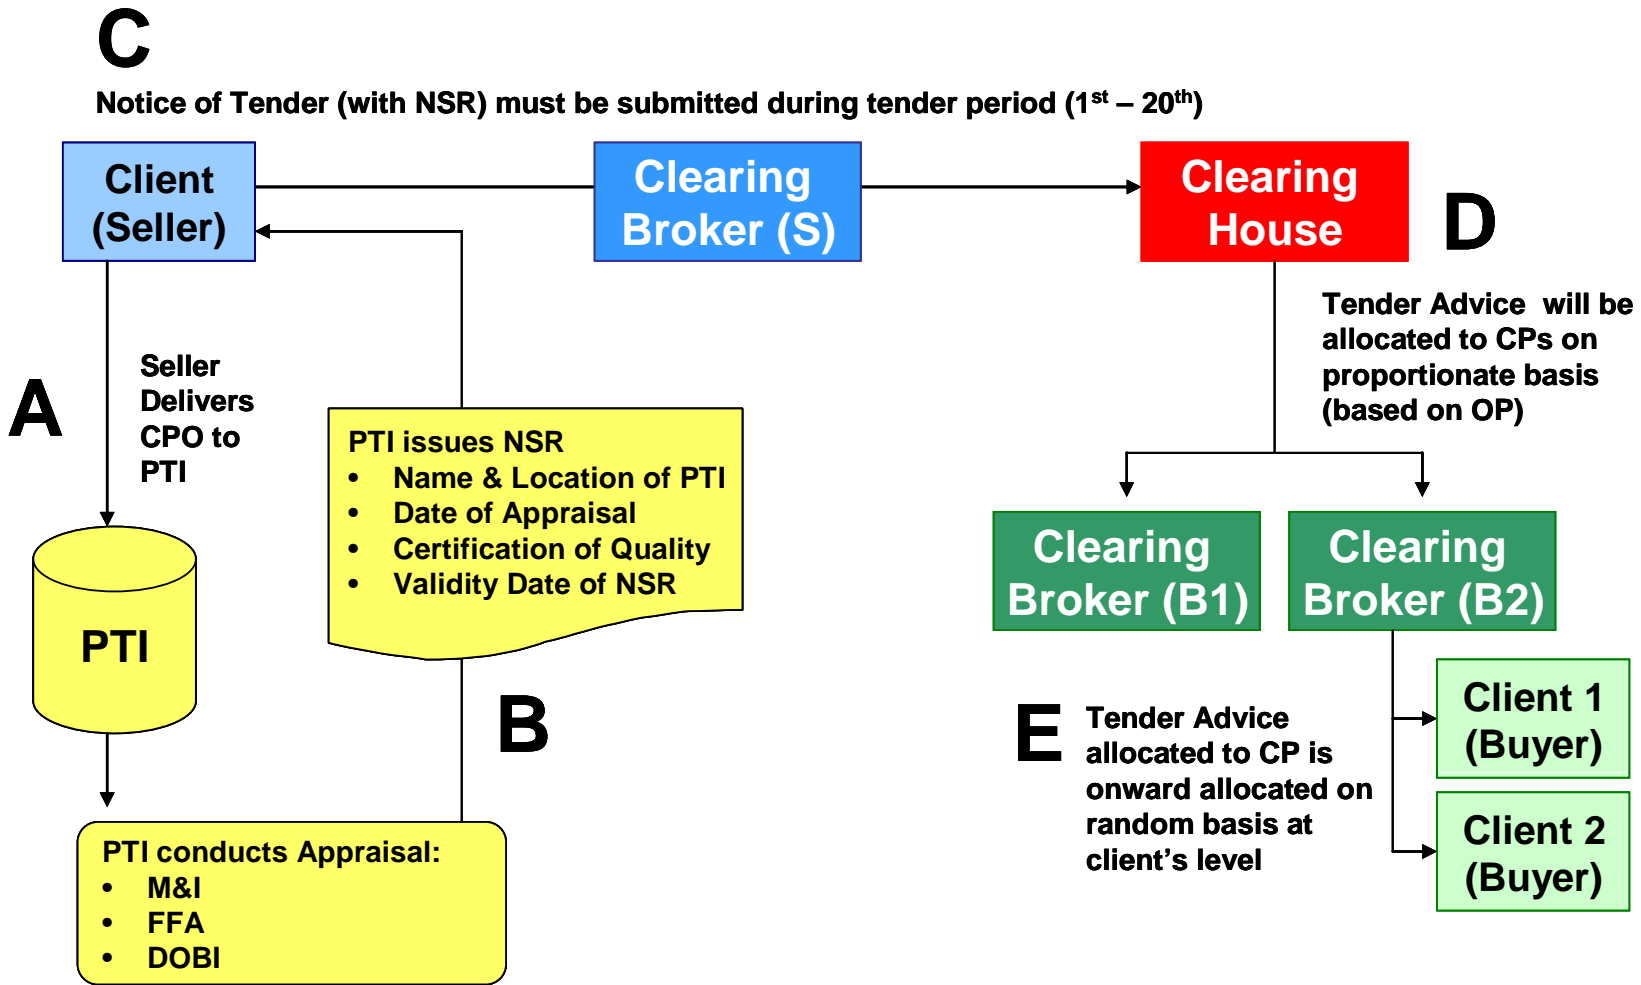 C
Notice of Tender (with NSR) must be submitted during tender period (1st – 20th)
Client
(Seller)
Clearing
Broker (S)
Clearing
House
D
Tender Advice will be
allocated to CPs on
proportionate basis
(based on OP)
A
Seller
Delivers
CPO to
PTI
PTI issues NSR
• Name & Location of PTI
• Date of Appraisal
• Certification of Quality
• Validity Date of NSR
PTI
B
PTI conducts Appraisal:
• M&I
• FFA
• DOBI
Clearing
Broker (B1)
Clearing
Broker (B2)
E
Tender Advice
allocated to CP is
onward allocated on
random basis at
client’s level
Client 1
(Buyer)
Client 2
(Buyer)